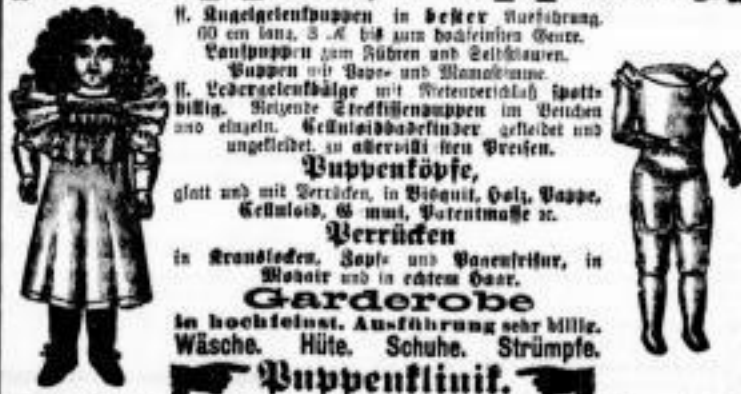 ff. Kugelgelenkpuppen in bester Ausführung.
60 cm lang, 3 M bis zum hochfeinsten Genre.
Laufpuppen zum Führen und Selbstlaufen.
Puppen mit Papa- und Mamastimme.
ff. Ledergelenkbälge mit Nietenverschluß spott-
billig. Reizende Steckkissenpuppen im Bettchen
und einzeln. Celluloidbadekinder gekleidet und
ungekleidet, zu allerbilligsten Preisen.
Puppenköpfe,
glatt und mit Perrücken, in Bisquit, Holz, Pappe,
Celluloid, Gummi, Patentmasse ꝛc.
Perrücken
in Krauslocken, Zopf- und Pagenfrisur, in
Mohair und in echtem Haar.
Garderobe
in hochfeinst. Ausführung sehr billig.
Wäsche. Hüte. Schuhe. Strümpfe.
Puppenklinik.